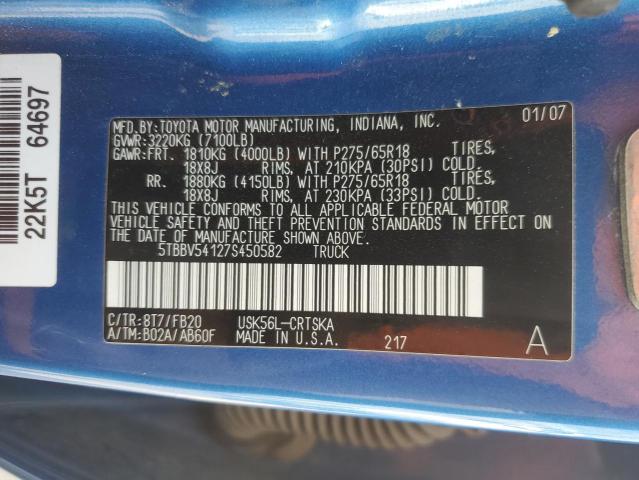 22K5T 64697
MFD.BY:TOYOTA MOTOR MANUFACTURING, INDIANA, INC. 01/07
GVWR:3220KG (7100LB)
GAWR:FRT. 1810KG (4000LB) WITH P275/65R18 TIRES,
18X8J RIMS, AT 210KPA (30PSI) COLD.
RR. 1880KG (4150LB) WITH P275/65R18 TIRES,
18X8J RIMS, AT 230KPA (33PSI) COLD.
THIS VEHICLE CONFORMS TO ALL APPLICABLE FEDERAL MOTOR
VEHICLE SAFETY AND THEFT PREVENTION STANDARDS IN EFFECT ON
THE DATE OF MANUFACTURE SHOWN ABOVE.
5TBBV54127S450582 TRUCK
C/TR:8T7/FB20 USK56L-CRTSKA
A/TM:B02A/AB60F MADE IN U.S.A. 217 A